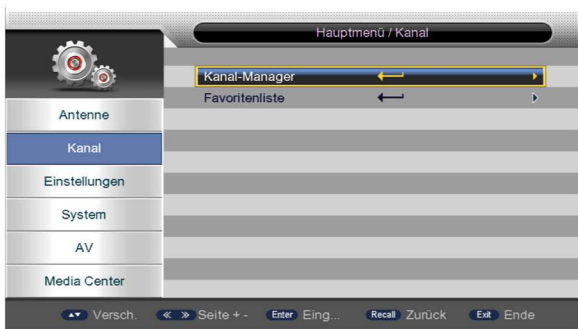 Hauptmenü / Kanal
Kanal-Manager
Favoritenliste
Antenne
Kanal
Einstellungen
System
AV
Media Center
Versch. Seite + - Enter Eing... Recall Zurück Exit Ende